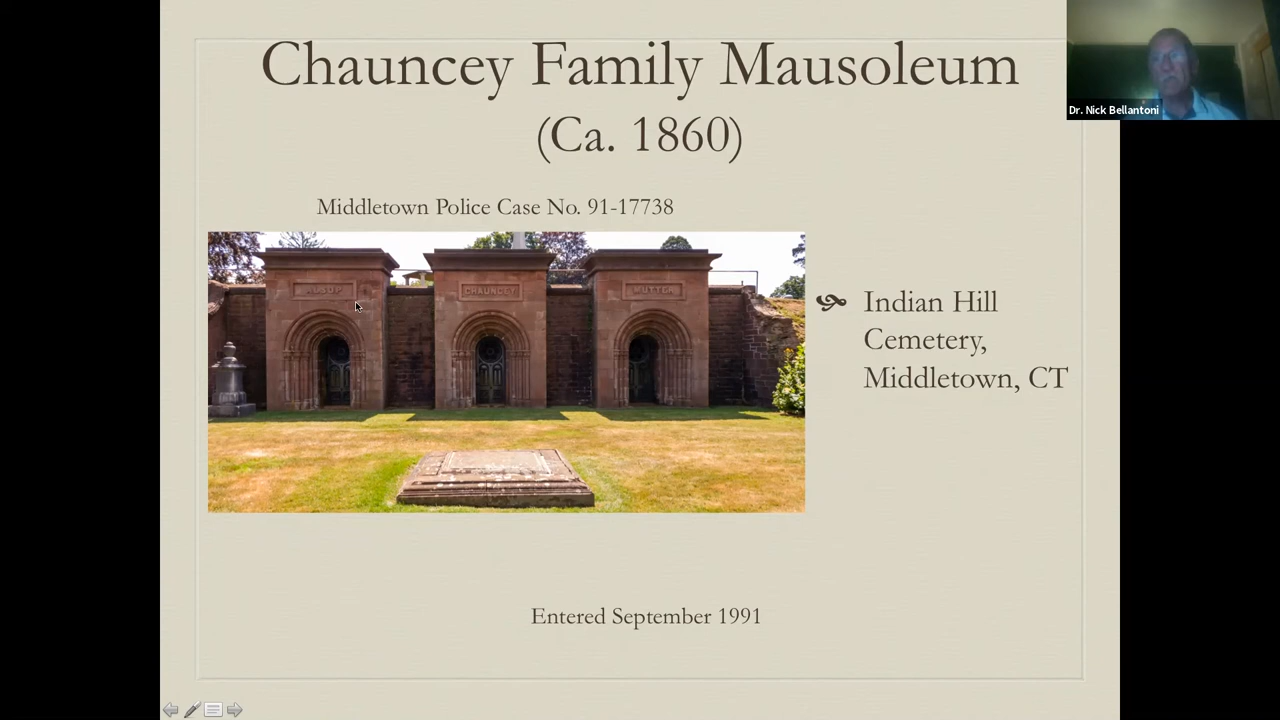 Chauncey Family Mausoleum
(Ca. 1860)
Dr. Nick Bellantoni
Middletown Police Case No. 91-17738
ALSOP
CHAUNCEY
MUTTER
Indian Hill
Cemetery,
Middletown, CT
Entered September 1991